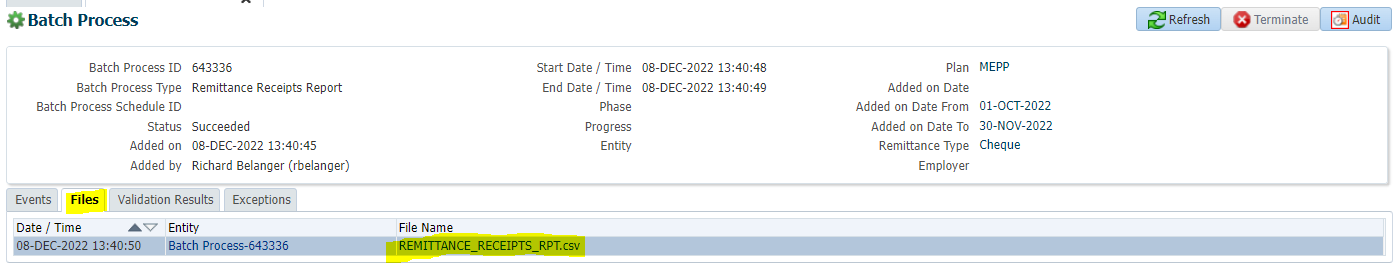 Batch Process
Refresh Terminate Audit
Batch Process ID 643336 Start Date / Time 08-DEC-2022 13:40:48 Plan MEPP
Batch Process Type Remittance Receipts Report End Date / Time 08-DEC-2022 13:40:49 Added on Date
Batch Process Schedule ID Phase Added on Date From 01-OCT-2022
Status Succeeded Progress Added on Date To 30-NOV-2022
Added on 08-DEC-2022 13:40:45 Entity Remittance Type Cheque
Added by Richard Belanger (rbelanger) Employer
Events Files Validation Results Exceptions
Date / Time Entity File Name
08-DEC-2022 13:40:50 Batch Process-643336 REMITTANCE_RECEIPTS_RPT.csv